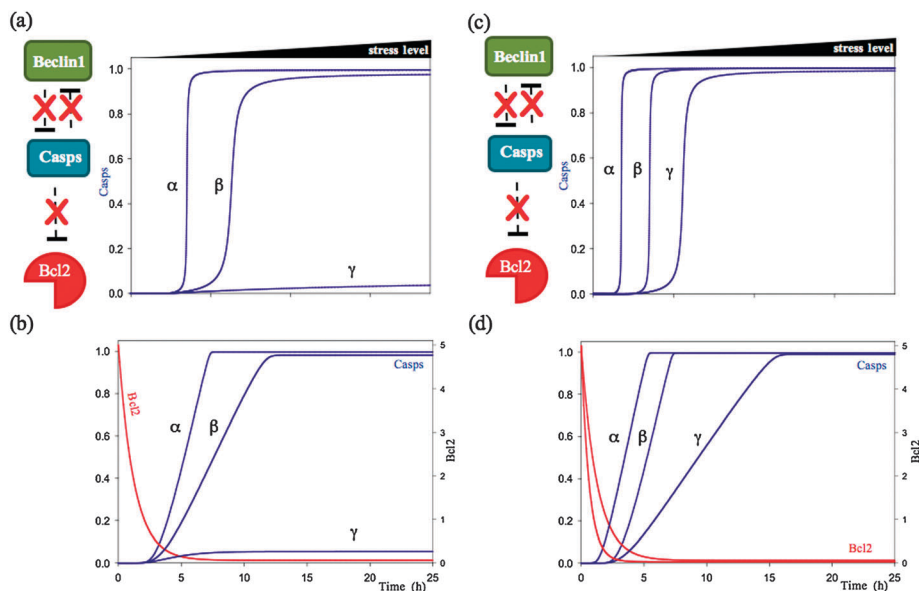 (a)
Beclin1
Casps
Bcl2
stress level
1.0
0.8
0.6
0.4
0.2
0.0
Casps
α
β
γ
(c)
Beclin1
Casps
Bcl2
stress level
1.0
0.8
0.6
0.4
0.2
0.0
Casps
α
β
γ
(b)
1.0
0.8
0.6
0.4
0.2
0.0
Bcl2
α
β
γ
Casps
5
4
3
2
1
0
Bcl2
0 5 10 15 20 25
Time (h)
(d)
1.0
0.8
0.6
0.4
0.2
0.0
α
β
γ
Casps
Bcl2
5
4
3
2
1
0
Bcl2
0 5 10 15 20 25
Time (h)